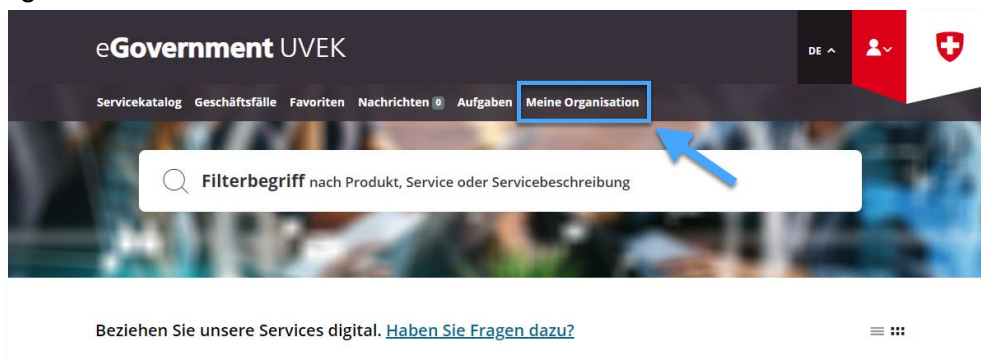 eGovernment UVEK
DE
Servicekatalog Geschäftsfälle Favoriten Nachrichten 0 Aufgaben Meine Organisation
Filterbegriff nach Produkt, Service oder Servicebeschreibung
Beziehen Sie unsere Services digital. Haben Sie Fragen dazu?